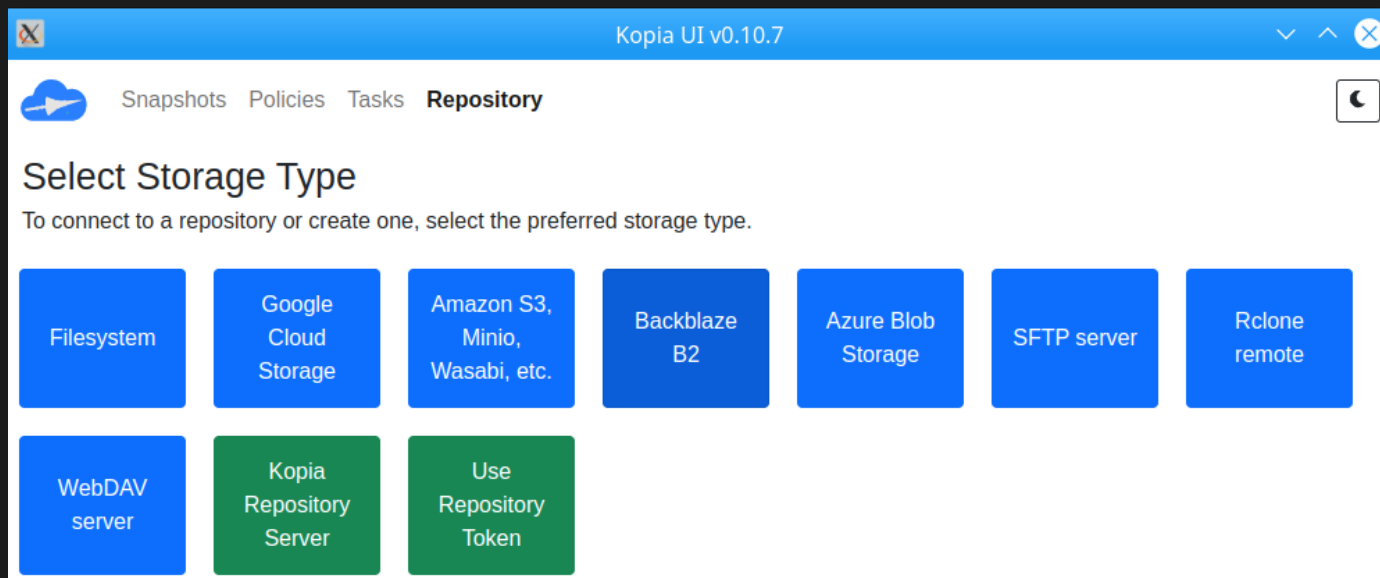 Kopia UI v0.10.7
Snapshots Policies Tasks Repository
Select Storage Type
To connect to a repository or create one, select the preferred storage type.
Filesystem
Google
Cloud
Storage
Amazon S3,
Minio,
Wasabi, etc.
Backblaze
B2
Azure Blob
Storage
SFTP server
Rclone
remote
WebDAV
server
Kopia
Repository
Server
Use
Repository
Token